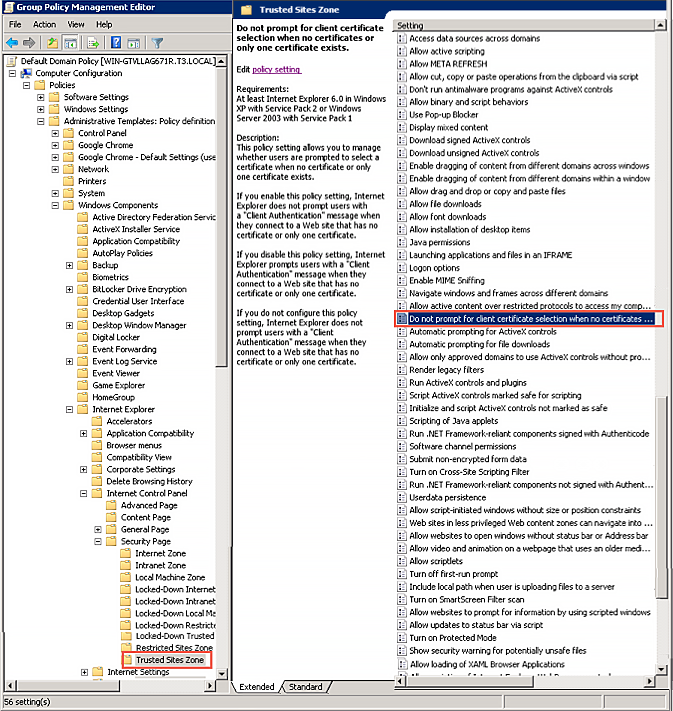 Group Policy Management Editor
File Action View Help
Default Domain Policy [WIN-GTVLLAG671R.T3.LOCAL]
Computer Configuration
Policies
Software Settings
Windows Settings
Administrative Templates: Policy definition
Control Panel
Google Chrome
Google Chrome - Default Settings (use
Network
Printers
System
Windows Components
Active Directory Federation Servic
ActiveX Installer Service
Application Compatibility
AutoPlay Policies
Backup
Biometrics
BitLocker Drive Encryption
Credential User Interface
Desktop Gadgets
Desktop Window Manager
Digital Locker
Event Forwarding
Event Log Service
Event Viewer
Game Explorer
HomeGroup
Internet Explorer
Accelerators
Application Compatibility
Browser menus
Compatibility View
Corporate Settings
Delete Browsing History
Internet Control Panel
Advanced Page
Content Page
General Page
Security Page
Internet Zone
Intranet Zone
Local Machine Zone
Locked-Down Internet
Locked-Down Intranet
Locked-Down Local Ma
Locked-Down Restricte
Locked-Down Trusted
Restricted Sites Zone
Trusted Sites Zone
Internet Settings
56 setting(s)
Trusted Sites Zone
Do not prompt for client certificate
selection when no certificates or
only one certificate exists.
Edit policy setting
Requirements:
At least Internet Explorer 6.0 in Windows
XP with Service Pack 2 or Windows
Server 2003 with Service Pack 1
Description:
This policy setting allows you to manage
whether users are prompted to select a
certificate when no certificate or only
one certificate exists.
If you enable this policy setting, Internet
Explorer does not prompt users with
a "Client Authentication" message when
they connect to a Web site that has no
certificate or only one certificate.
If you disable this policy setting, Internet
Explorer prompts users with a "Client
Authentication" message when they
connect to a Web site that has no
certificate or only one certificate.
If you do not configure this policy
setting, Internet Explorer does not
prompt users with a "Client
Authentication" message when they
connect to a Web site that has no
certificate or only one certificate.
Extended Standard
Setting
Access data sources across domains
Allow active scripting
Allow META REFRESH
Allow cut, copy or paste operations from the clipboard via script
Don't run antimalware programs against ActiveX controls
Allow binary and script behaviors
Use Pop-up Blocker
Display mixed content
Download signed ActiveX controls
Download unsigned ActiveX controls
Enable dragging of content from different domains across windows
Enable dragging of content from different domains within a window
Allow drag and drop or copy and paste files
Allow file downloads
Allow font downloads
Allow installation of desktop items
Java permissions
Launching applications and files in an IFRAME
Logon options
Enable MIME Sniffing
Navigate windows and frames across different domains
Allow active content over restricted protocols to access my comp...
Do not prompt for client certificate selection when no certificates ...
Automatic prompting for ActiveX controls
Automatic prompting for file downloads
Allow only approved domains to use ActiveX controls without pro...
Render legacy filters
Run ActiveX controls and plugins
Script ActiveX controls marked safe for scripting
Initialize and script ActiveX controls not marked as safe
Scripting of Java applets
Run .NET Framework-reliant components signed with Authenticode
Software channel permissions
Submit non-encrypted form data
Turn on Cross-Site Scripting Filter
Run .NET Framework-reliant components not signed with Authent...
Userdata persistence
Allow script-initiated windows without size or position constraints
Web sites in less privileged Web content zones can navigate into ...
Allow websites to open windows without status bar or Address bar
Allow video and animation on a webpage that uses an older medi...
Allow scriptlets
Turn off first-run prompt
Include local path when user is uploading files to a server
Turn on SmartScreen Filter scan
Allow websites to prompt for information by using scripted windows
Allow updates to status bar via script
Turn on Protected Mode
Show security warning for potentially unsafe files
Allow loading of XAML Browser Applications